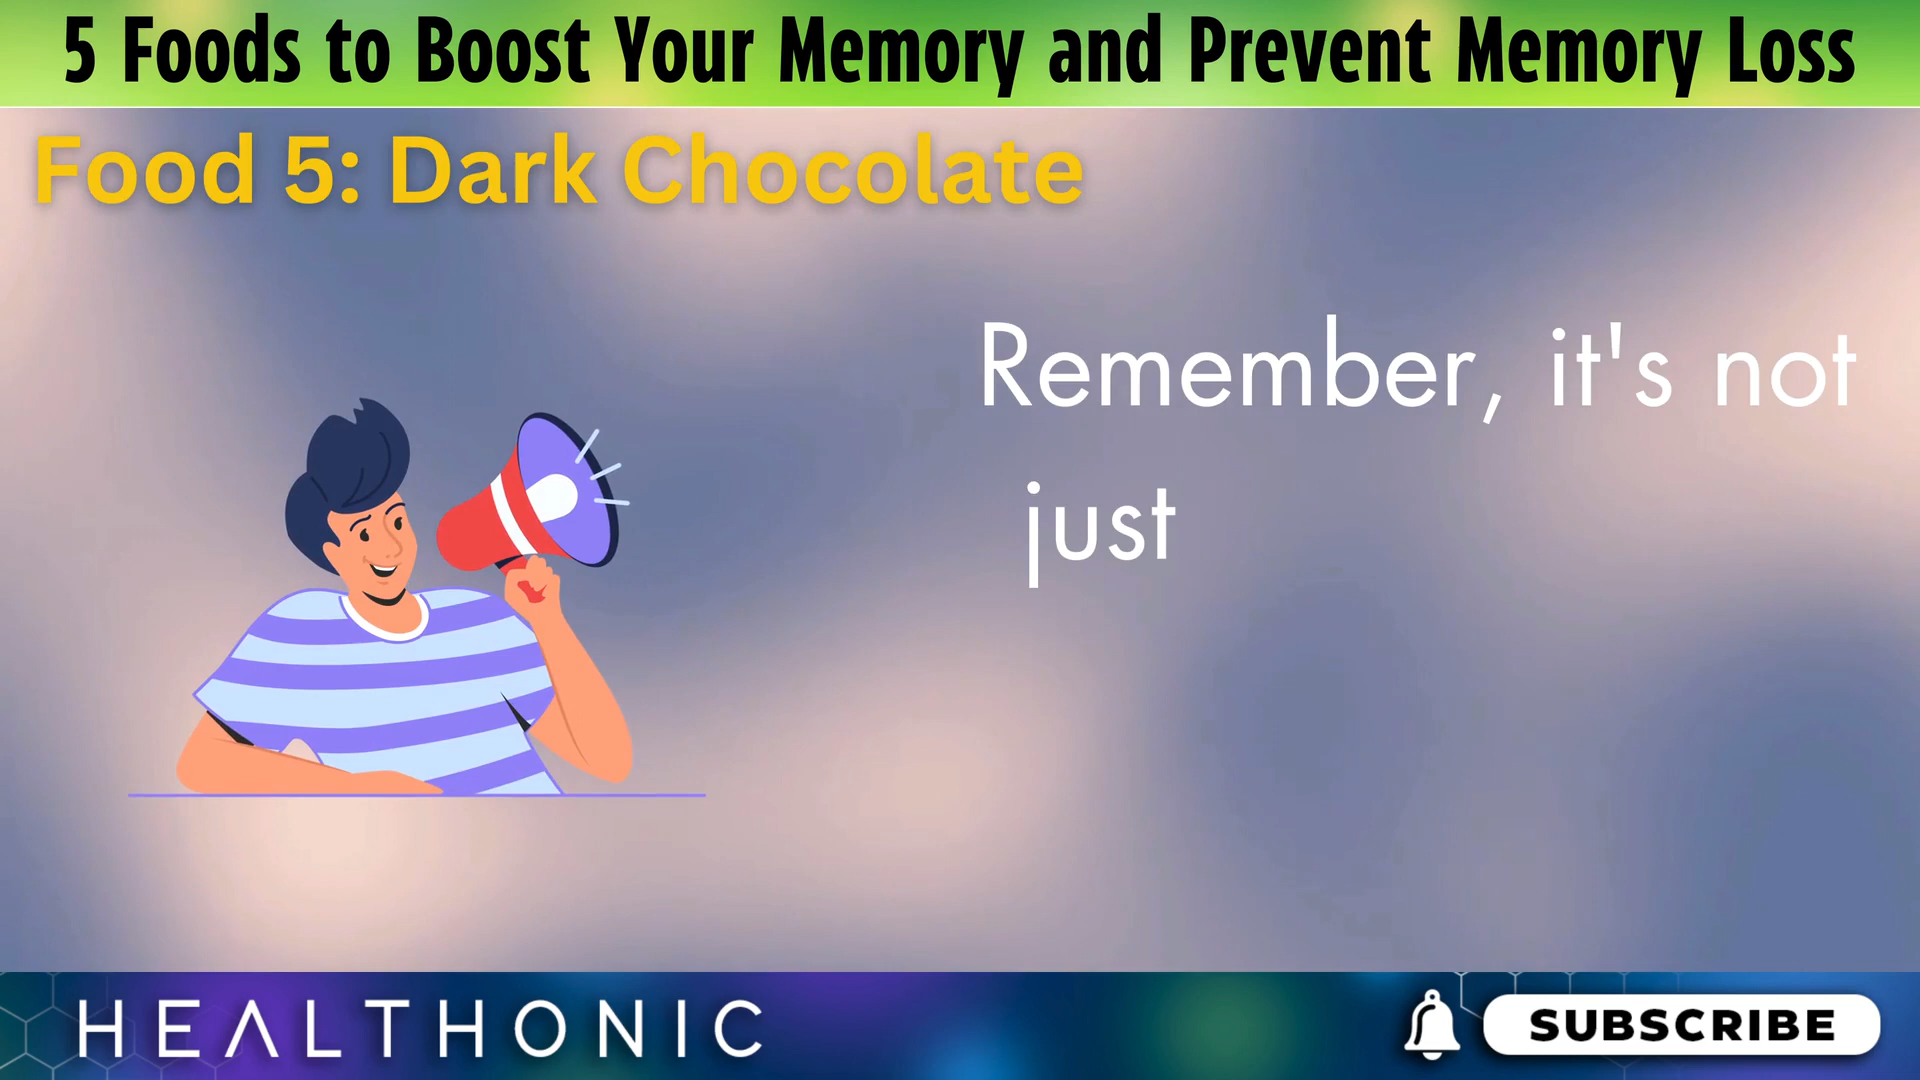 5 Foods to Boost Your Memory and Prevent Memory Loss
Food 5: Dark Chocolate
Remember, it's not
just
HEALTHONIC
SUBSCRIBE